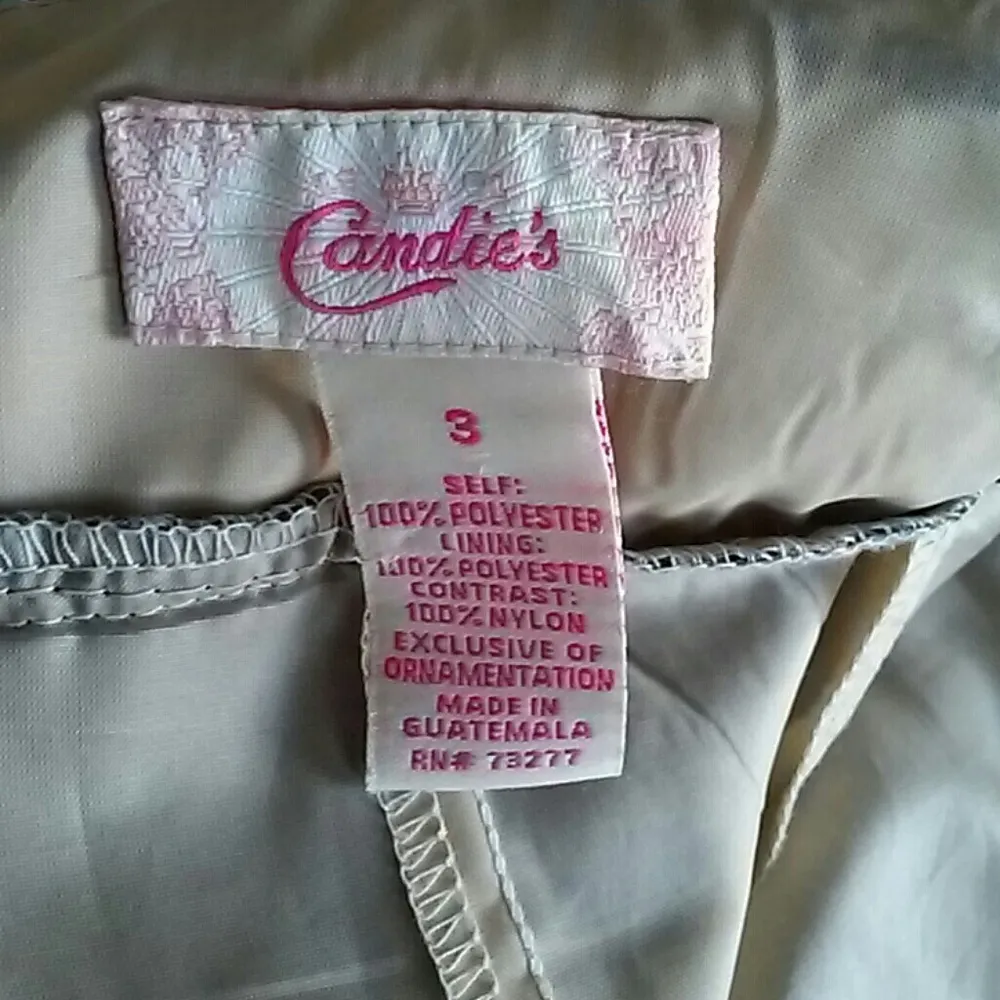 Candie's
3
SELF:
100% POLYESTER
LINING:
100% POLYESTER
CONTRAST:
100% NYLON
EXCLUSIVE OF
ORNAMENTATION
MADE IN
GUATEMALA
RN# 73277